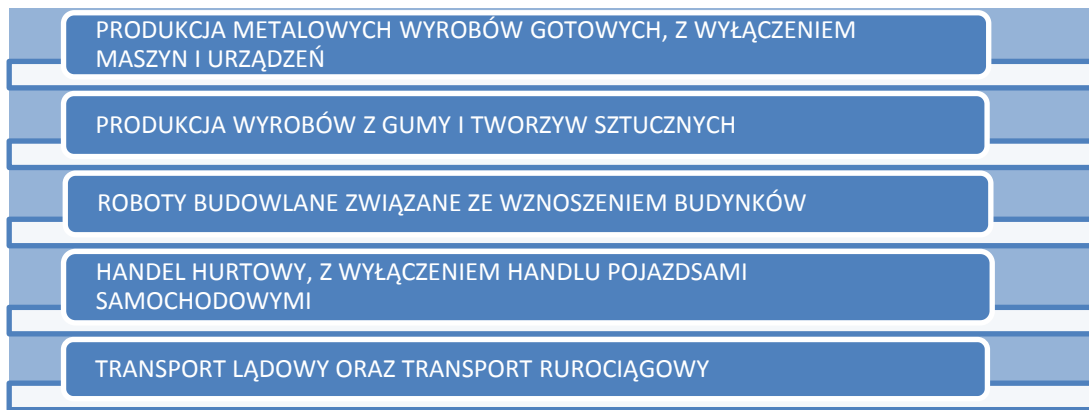 PRODUKCJA METALOWYCH WYROBÓW GOTOWYCH, Z WYŁĄCZENIEM
MASZYN I URZĄDZEŃ
PRODUKCJA WYROBÓW Z GUMY I TWORZYW SZTUCZNYCH
ROBOTY BUDOWLANE ZWIĄZANE ZE WZNOSZENIEM BUDYNKÓW
HANDEL HURTOWY, Z WYŁĄCZENIEM HANDLU POJAZDSAMI
SAMOCHODOWYMI
TRANSPORT LĄDOWY ORAZ TRANSPORT RUROCIĄGOWY